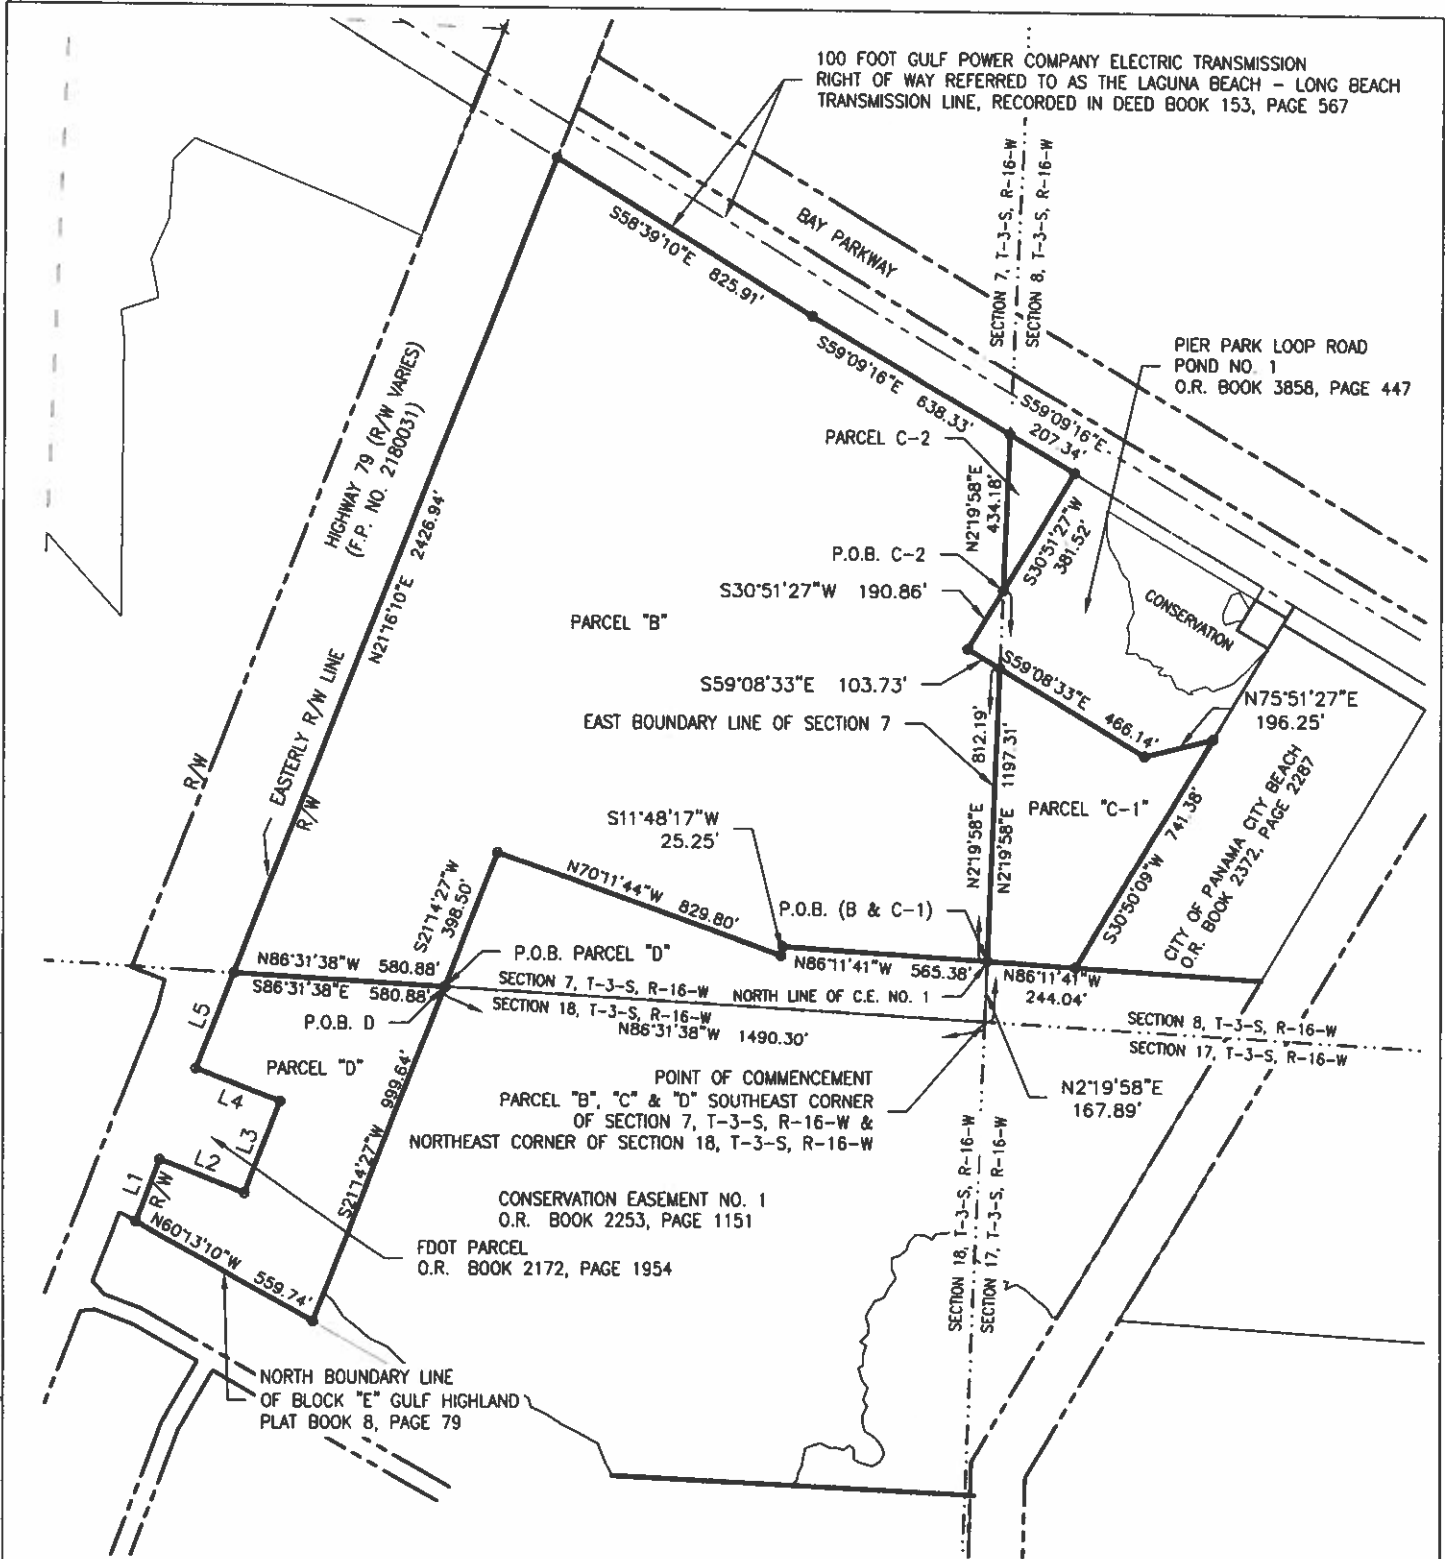 100 FOOT GULF POWER COMPANY ELECTRIC TRANSMISSION
RIGHT OF WAY REFERRED TO AS THE LAGUNA BEACH - LONG BEACH
TRANSMISSION LINE, RECORDED IN DEED BOOK 153, PAGE 567
SECTION 7, T-3-S, R-16-W
SECTION 8, T-3-S, R-16-W
BAY PARKWAY
S58°39'10"E 825.91'
S59°09'16"E 638.33'
S59°09'16"E
207.34'
PIER PARK LOOP ROAD
POND NO. 1
O.R. BOOK 3858, PAGE 447
HIGHWAY 79 (R/W VARIES)
(F.P. NO. 2180031)
N21°16'10"E 2426.94'
EASTERLY R/W LINE
R/W
R/W
PARCEL C-2
N2°19'58"E
434.18'
S30°51'27"W
381.52'
P.O.B. C-2
S30°51'27"W 190.86'
PARCEL "B"
CONSERVATION
S59°08'33"E 103.73'
S59°08'33"E 466.14'
N75°51'27"E
196.25'
EAST BOUNDARY LINE OF SECTION 7
N2°19'58"E 812.19'
N2°19'58"E 1197.31'
PARCEL "C-1"
S30°50'09"W 741.38'
CITY OF PANAMA CITY BEACH
O.R. BOOK 2372, PAGE 2287
S11°48'17"W
25.25'
N70°11'44"W 829.80'
S21°14'27"W
398.50'
P.O.B. (B & C-1)
N86°11'41"W 565.38'
N86°11'41"W
244.04'
NORTH LINE OF C.E. NO. 1
P.O.B. PARCEL "D"
N86°31'38"W 580.88'
S86°31'38"E 580.88'
P.O.B. D
SECTION 7, T-3-S, R-16-W
SECTION 18, T-3-S, R-16-W
N86°31'38"W 1490.30'
SECTION 8, T-3-S, R-16-W
SECTION 17, T-3-S, R-16-W
N2°19'58"E
167.89'
POINT OF COMMENCEMENT
PARCEL "B", "C" & "D" SOUTHEAST CORNER
OF SECTION 7, T-3-S, R-16-W &
NORTHEAST CORNER OF SECTION 18, T-3-S, R-16-W
L5
PARCEL "D"
L4
L3
L2
L1
R/W
S21°14'27"W 999.64'
N60°13'10"W 559.74'
CONSERVATION EASEMENT NO. 1
O.R. BOOK 2253, PAGE 1151
FDOT PARCEL
O.R. BOOK 2172, PAGE 1954
SECTION 18, T-3-S, R-16-W
SECTION 17, T-3-S, R-16-W
NORTH BOUNDARY LINE
OF BLOCK "E" GULF HIGHLAND
PLAT BOOK 8, PAGE 79